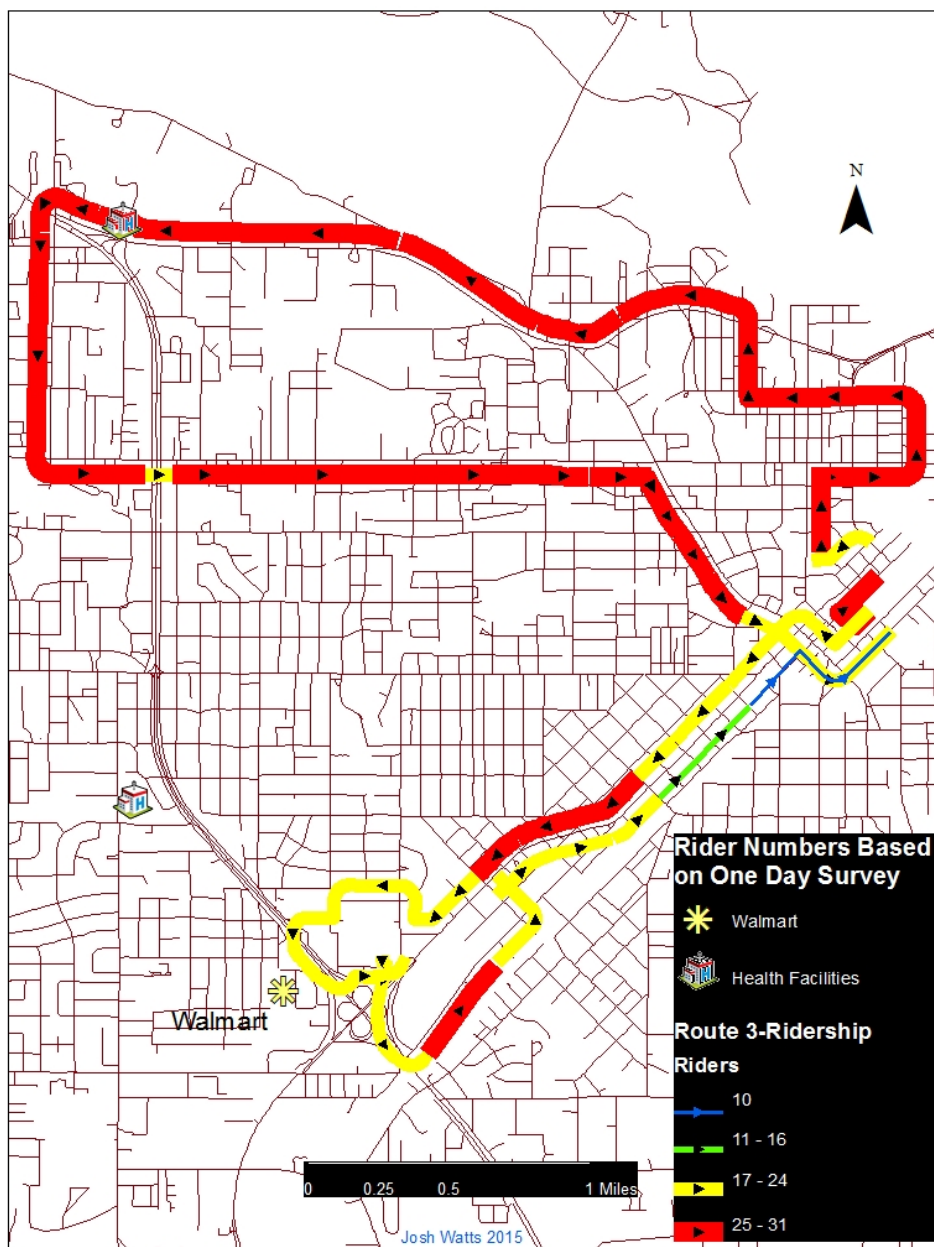 N
Walmart
Rider Numbers Based
on One Day Survey
Walmart
Health Facilities
Route 3-Ridership
Riders
10
11 - 16
17 - 24
25 - 31
0 0.25 0.5 1 Miles
Josh Watts 2015